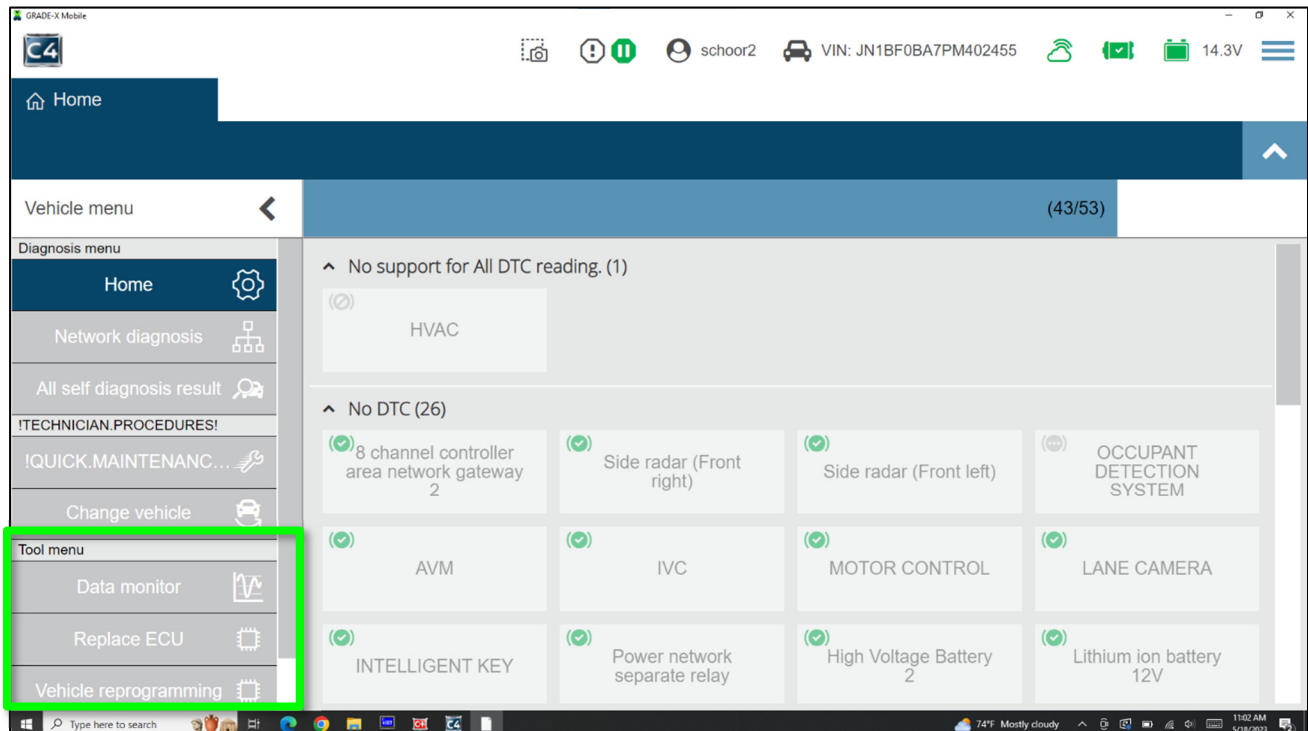 GRADE-X Mobile
C4
schoor2
VIN: JN1BF0BA7PM402455
14.3V
Home
Vehicle menu
(43/53)
Diagnosis menu
Home
Network diagnosis
All self diagnosis result
!TECHNICIAN.PROCEDURES!
!QUICK.MAINTENANC...
Change vehicle
Tool menu
Data monitor
Replace ECU
Vehicle reprogramming
No support for All DTC reading. (1)
HVAC
No DTC (26)
8 channel controller
area network gateway
2
Side radar (Front
right)
Side radar (Front left)
OCCUPANT
DETECTION
SYSTEM
AVM
IVC
MOTOR CONTROL
LANE CAMERA
INTELLIGENT KEY
Power network
separate relay
High Voltage Battery
2
Lithium ion battery
12V
Type here to search
C4
74°F Mostly cloudy
11:02 AM
5/18/2023